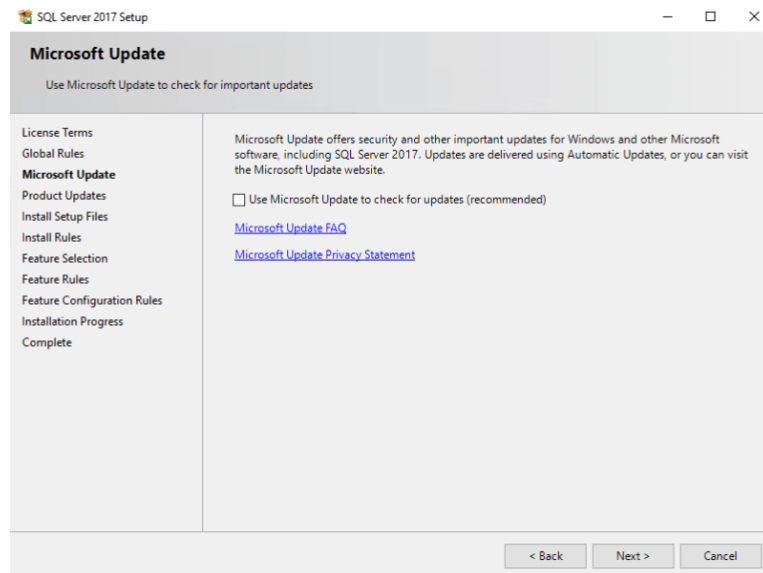 SQL Server 2017 Setup
Microsoft Update
Use Microsoft Update to check for important updates
License Terms
Global Rules
Microsoft Update
Product Updates
Install Setup Files
Install Rules
Feature Selection
Feature Rules
Feature Configuration Rules
Installation Progress
Complete
Microsoft Update offers security and other important updates for Windows and other Microsoft
software, including SQL Server 2017. Updates are delivered using Automatic Updates, or you can visit
the Microsoft Update website.
Use Microsoft Update to check for updates (recommended)
Microsoft Update FAQ
Microsoft Update Privacy Statement
< Back
Next >
Cancel